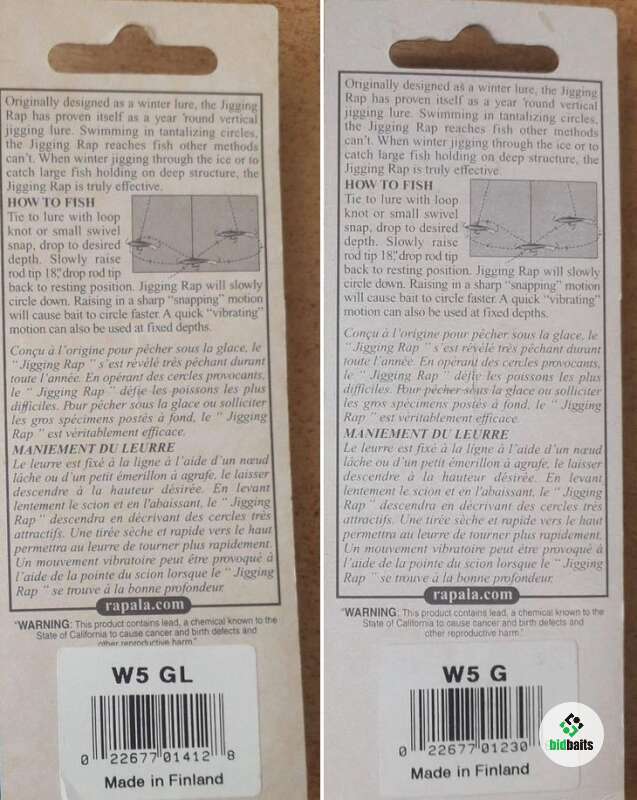 Originally designed as a winter lure, the Jigging
Rap has proven itself as a year 'round vertical
jigging lure. Swimming in tantalizing circles,
the Jigging Rap reaches fish other methods
can't. When winter jigging through the ice or to
catch large fish holding on deep structure, the
Jigging Rap is truly effective.
HOW TO FISH
Tie to lure with loop
knot or small swivel
snap, drop to desired
depth. Slowly raise
rod tip 18," drop rod tip
back to resting position. Jigging Rap will slowly
circle down. Raising in a sharp "snapping" motion
will cause bait to circle faster. A quick "vibrating"
motion can also be used at fixed depths.
Conçu à l'origine pour pêcher sous la glace, le
" Jigging Rap " s'est révélé très pêchant durant
toute l'année. En opérant des cercles provocants,
le " Jigging Rap " défie les poissons les plus
difficiles. Pour pêcher sous la glace ou solliciter
les gros spécimens postés à fond, le " Jigging
Rap " est véritablement efficace.
MANIEMENT DU LEURRE
Le leurre est fixé à la ligne à l'aide d'un nœud
lâche ou d'un petit émerillon à agrafe, le laisser
descendre à la hauteur désirée. En levant
lentement le scion et en l'abaissant, le " Jigging
Rap " descendra en décrivant des cercles très
attractifs. Une tirée sèche et rapide vers le haut
permettra au leurre de tourner plus rapidement.
Un mouvement vibratoire peut être provoqué à
l'aide de la pointe du scion lorsque le " Jigging
Rap " se trouve à la bonne profondeur.
rapala.com
"WARNING: This product contains lead, a chemical known to the
State of California to cause cancer and birth defects and
other reproductive harm."
W5 GL
0 22677 01412 8
Made in Finland
Originally designed as a winter lure, the Jigging
Rap has proven itself as a year 'round vertical
jigging lure. Swimming in tantalizing circles,
the Jigging Rap reaches fish other methods
can't. When winter jigging through the ice or to
catch large fish holding on deep structure, the
Jigging Rap is truly effective.
HOW TO FISH
Tie to lure with loop
knot or small swivel
snap, drop to desired
depth. Slowly raise
rod tip 18," drop rod tip
back to resting position. Jigging Rap will slowly
circle down. Raising in a sharp "snapping" motion
will cause bait to circle faster. A quick "vibrating"
motion can also be used at fixed depths.
Conçu à l'origine pour pêcher sous la glace, le
" Jigging Rap " s'est révélé très pêchant durant
toute l'année. En opérant des cercles provocants,
le " Jigging Rap " défie les poissons les plus
difficiles. Pour pêcher sous la glace ou solliciter
les gros spécimens postés à fond, le " Jigging
Rap " est véritablement efficace.
MANIEMENT DU LEURRE
Le leurre est fixé à la ligne à l'aide d'un nœud
lâche ou d'un petit émerillon à agrafe, le laisser
descendre à la hauteur désirée. En levant
lentement le scion et en l'abaissant, le " Jigging
Rap " descendra en décrivant des cercles très
attractifs. Une tirée sèche et rapide vers le haut
permettra au leurre de tourner plus rapidement.
Un mouvement vibratoire peut être provoqué à
l'aide de la pointe du scion lorsque le " Jigging
Rap " se trouve à la bonne profondeur.
rapala.com
"WARNING: This product contains lead, a chemical known to the
State of California to cause cancer and birth defects and
other reproductive harm."
W5 G
0 22677 01230
Made in Finland
bidbaits